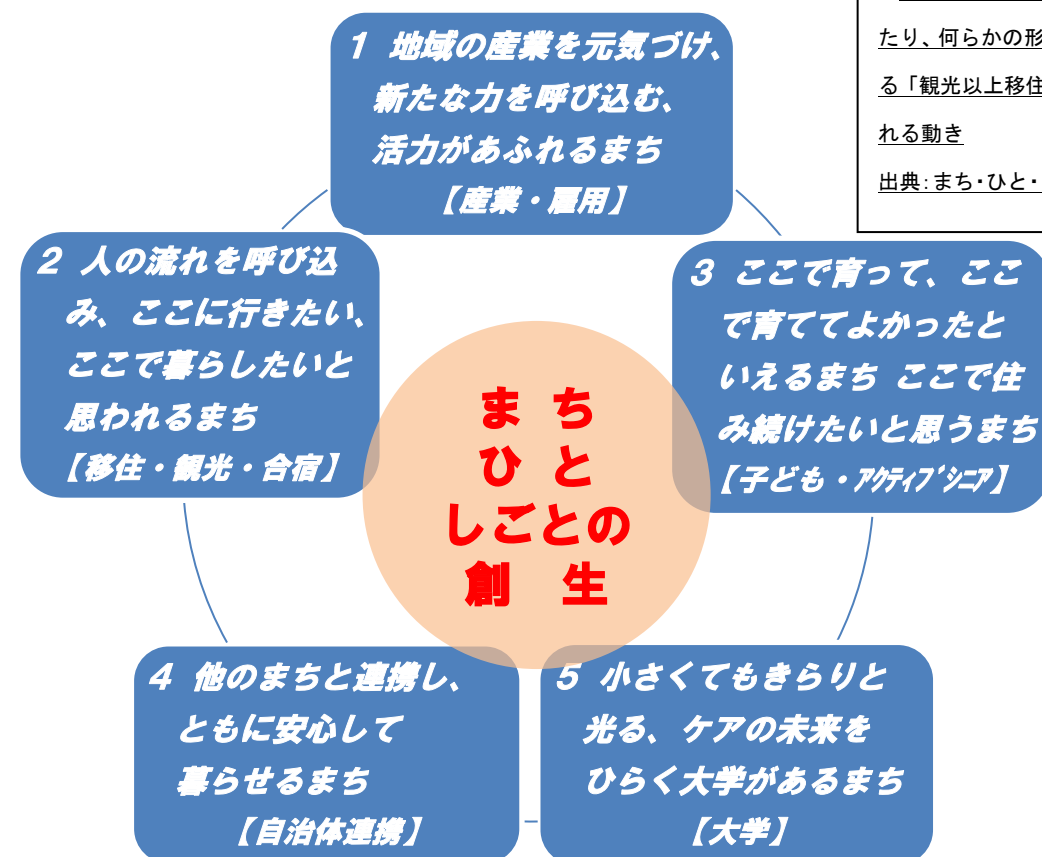 1 地域の産業を元気づけ、
新たな力を呼び込む、
活力があふれるまち
【産業・雇用】
たり、何らかの形
る「観光以上移住
れる動き
出典：まち・ひと・
2 人の流れを呼び込
み、ここに行きたい、
ここで暮らしたいと
思われるまち
【移住・観光・合宿】
3 ここで育って、ここ
で育ててよかったと
いえるまち ここで住
み続けたいと思うまち
【子ども・ｱｸﾃｨﾌﾞｼﾆｱ】
まち
ひと
しごとの
創 生
4 他のまちと連携し、
ともに安心して
暮らせるまち
【自治体連携】
5 小さくてもきらりと
光る、ケアの未来を
ひらく大学があるまち
【大学】